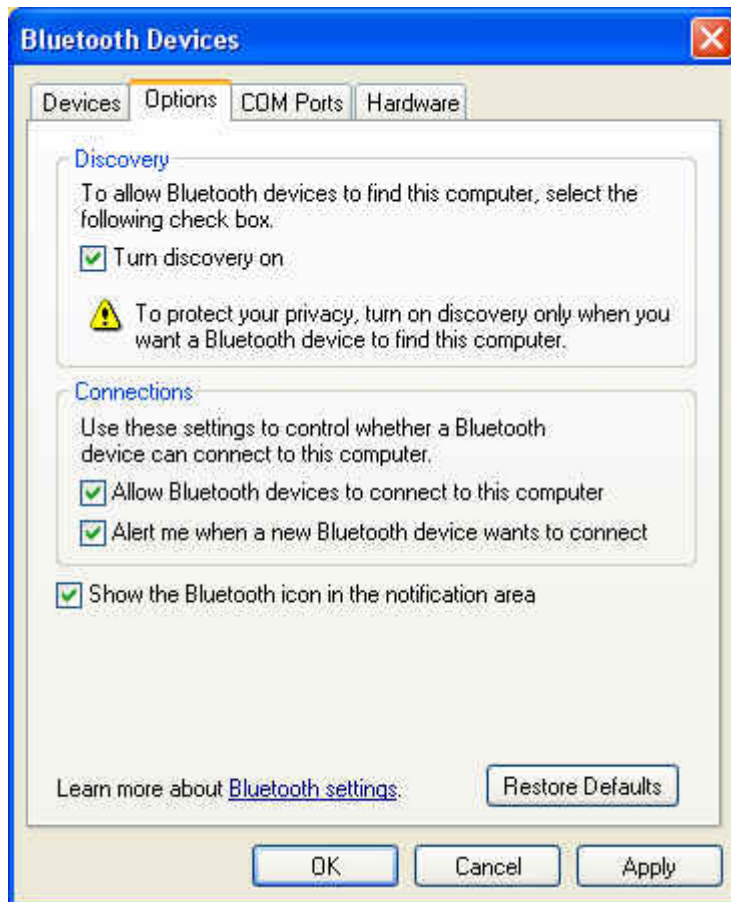 Bluetooth Devices
Devices Options COM Ports Hardware
Discovery
To allow Bluetooth devices to find this computer, select the
following check box.
Turn discovery on
To protect your privacy, turn on discovery only when you
want a Bluetooth device to find this computer.
Connections
Use these settings to control whether a Bluetooth
device can connect to this computer.
Allow Bluetooth devices to connect to this computer
Alert me when a new Bluetooth device wants to connect
Show the Bluetooth icon in the notification area
Learn more about Bluetooth settings. Restore Defaults
OK Cancel Apply